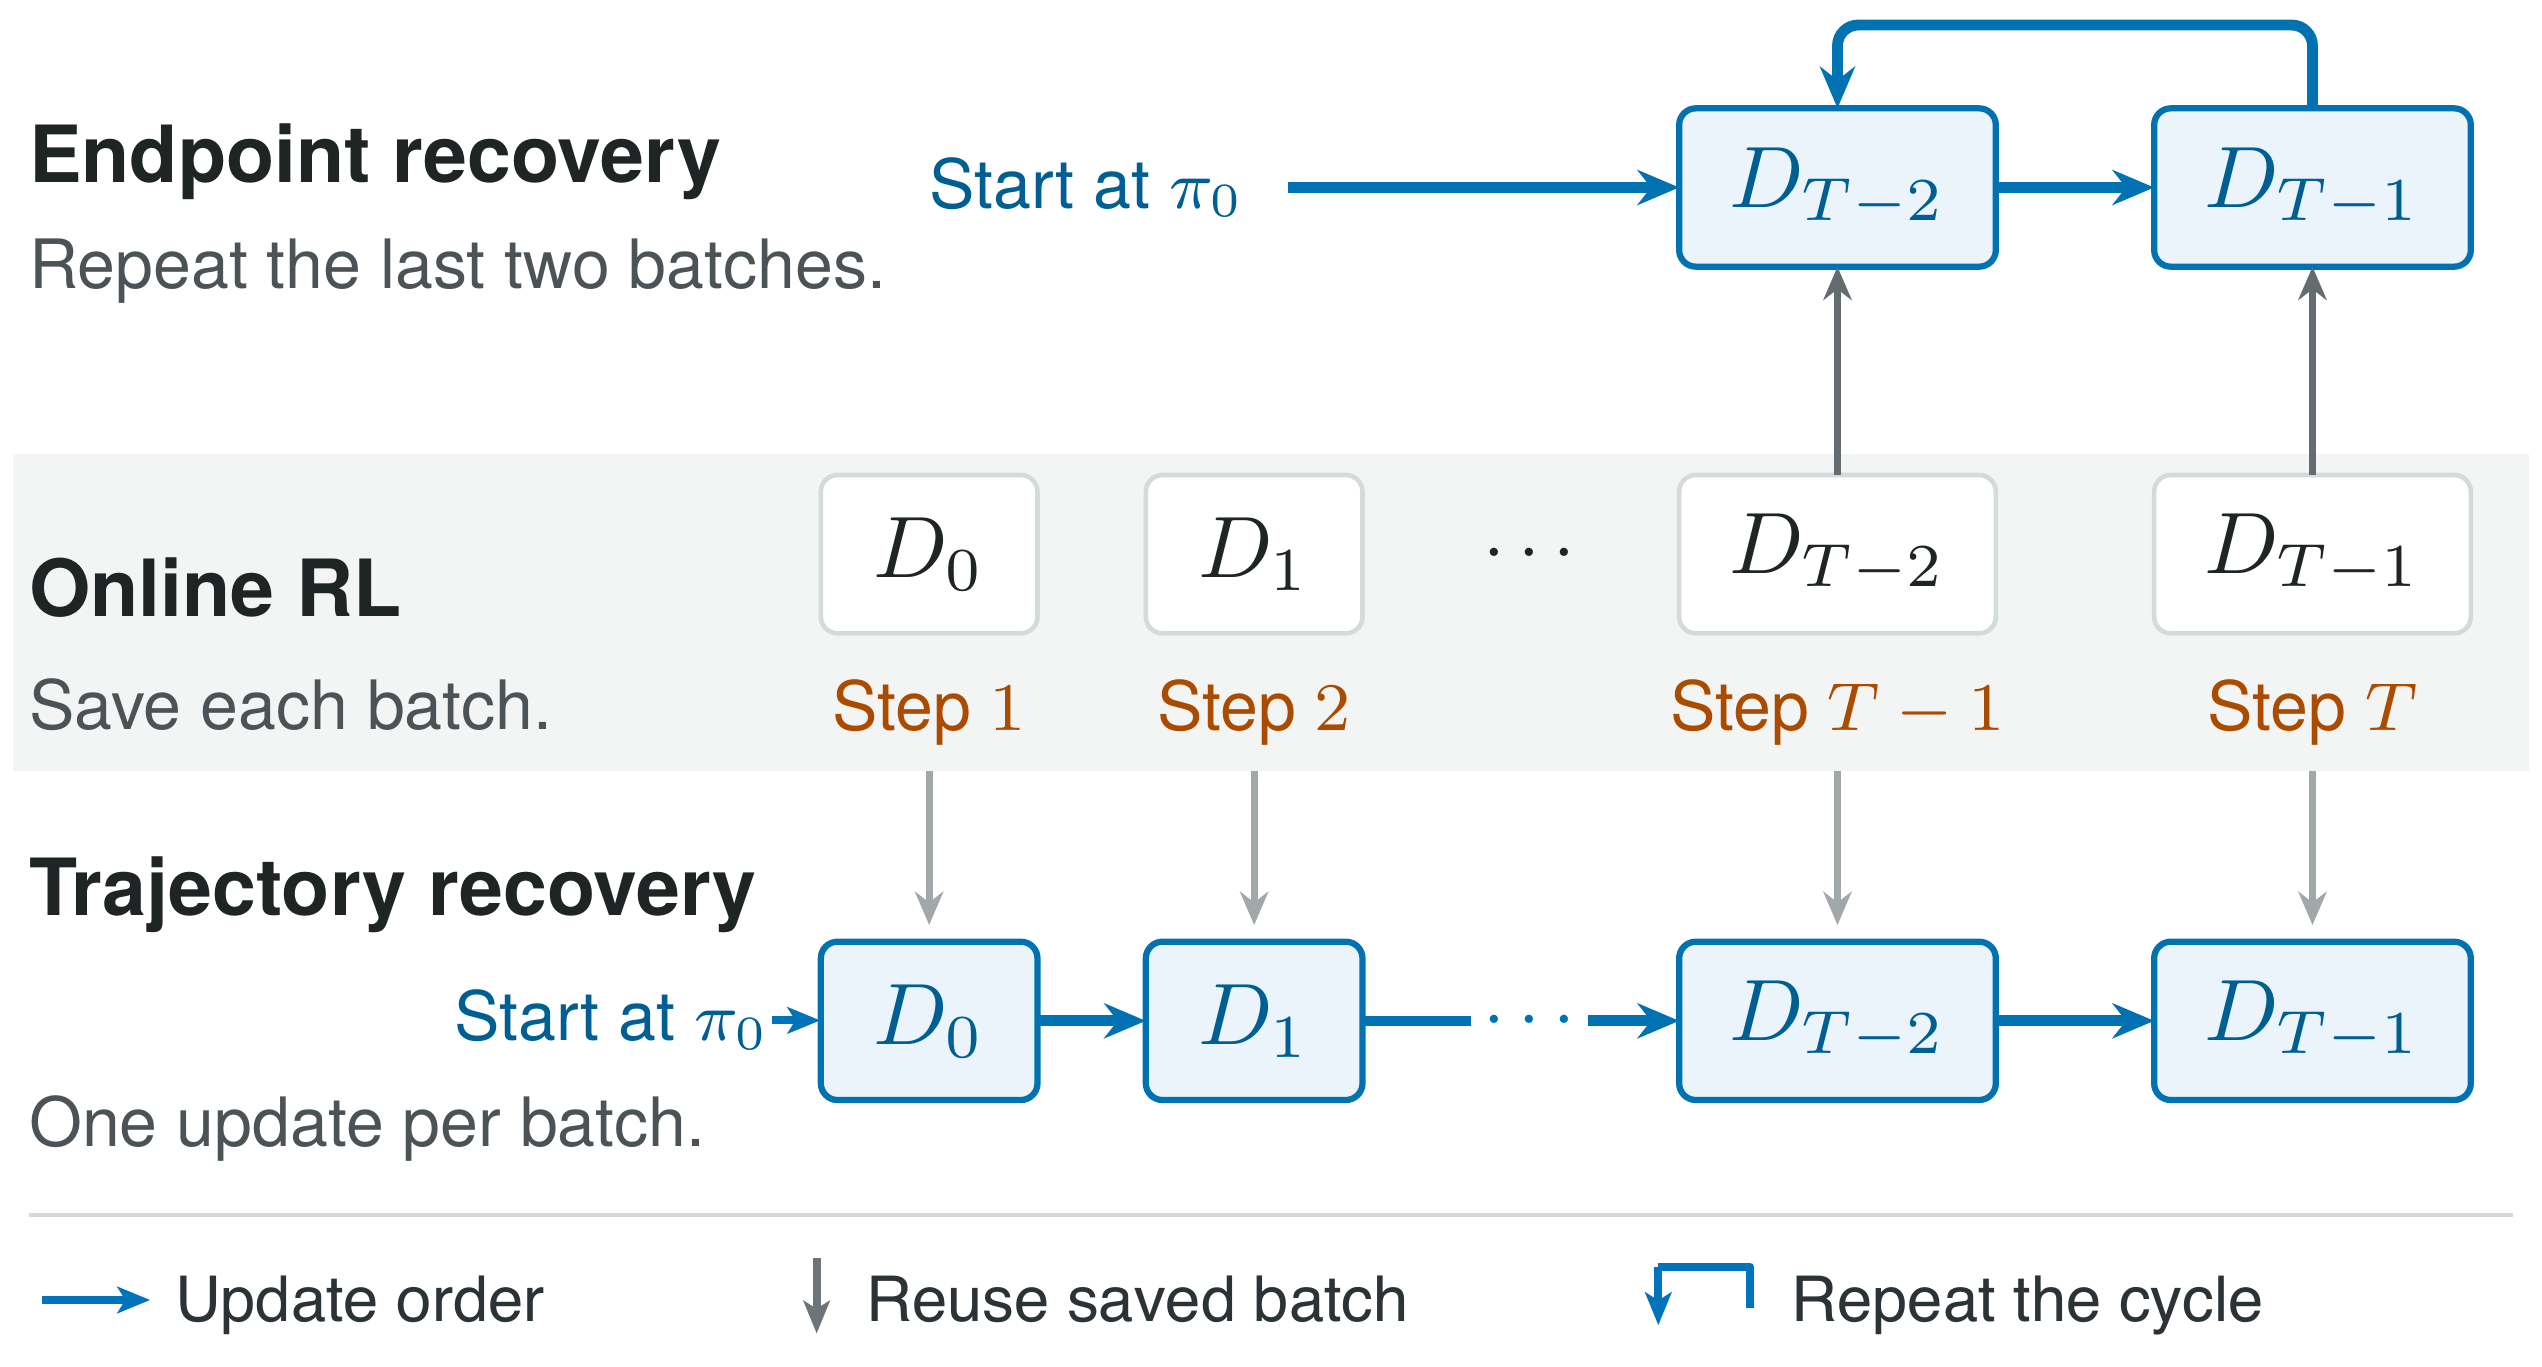 Endpoint recovery
Repeat the last two batches.
Start at π₀
D_{T−2}
D_{T−1}
Online RL
Save each batch.
D₀
D₁
· · ·
D_{T−2}
D_{T−1}
Step 1
Step 2
Step T − 1
Step T
Trajectory recovery
Start at π₀
D₀
D₁
· · ·
D_{T−2}
D_{T−1}
One update per batch.
Update order
Reuse saved batch
Repeat the cycle